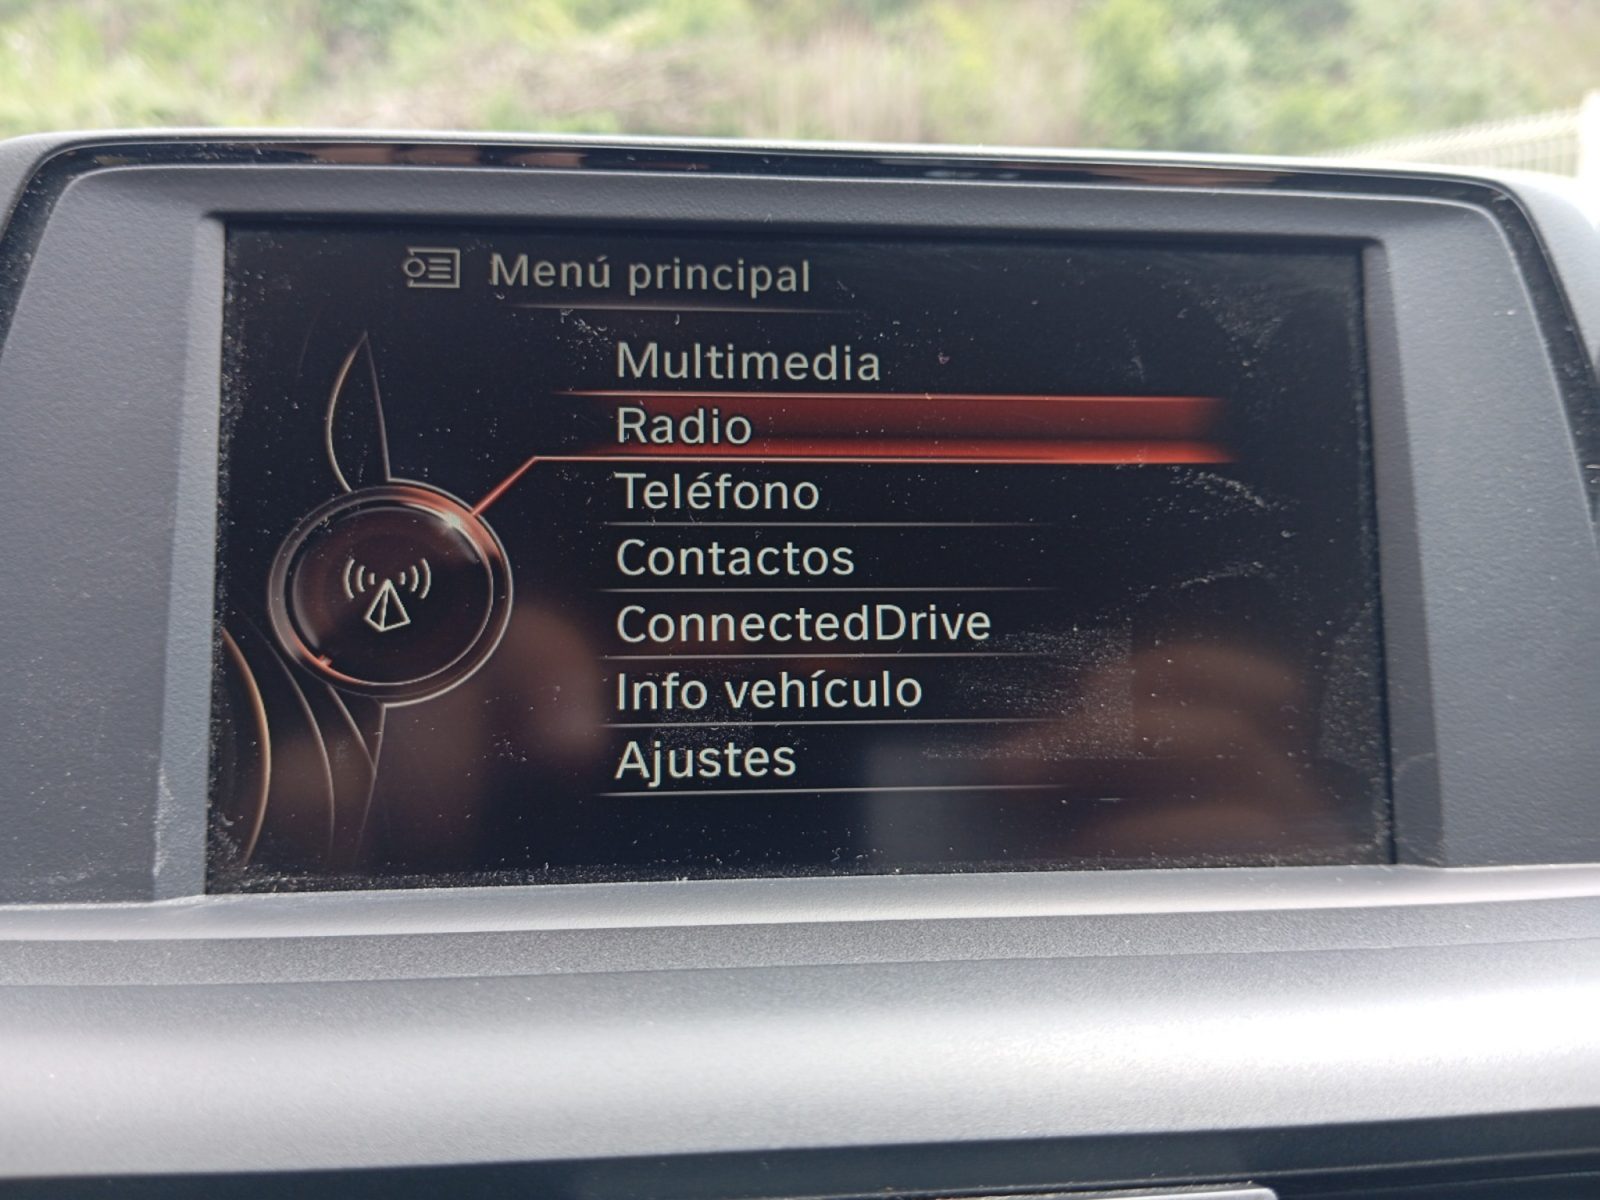 Menú principal
Multimedia
Radio
Teléfono
Contactos
ConnectedDrive
Info vehículo
Ajustes